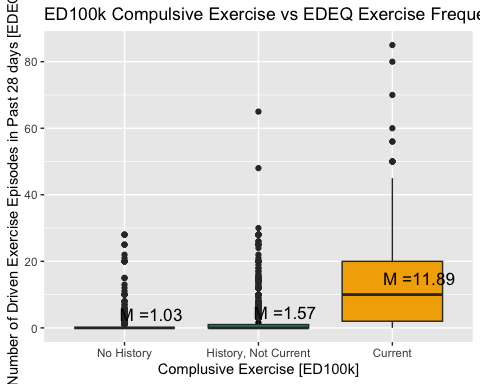 ED100k Compulsive Exercise vs EDEQ Exercise Freque
Number of Driven Exercise Episodes in Past 28 days [EDEQ
80
60
40
20
0
M =1.03
M =1.57
M =11.89
No History
History, Not Current
Current
Complusive Exercise [ED100k]